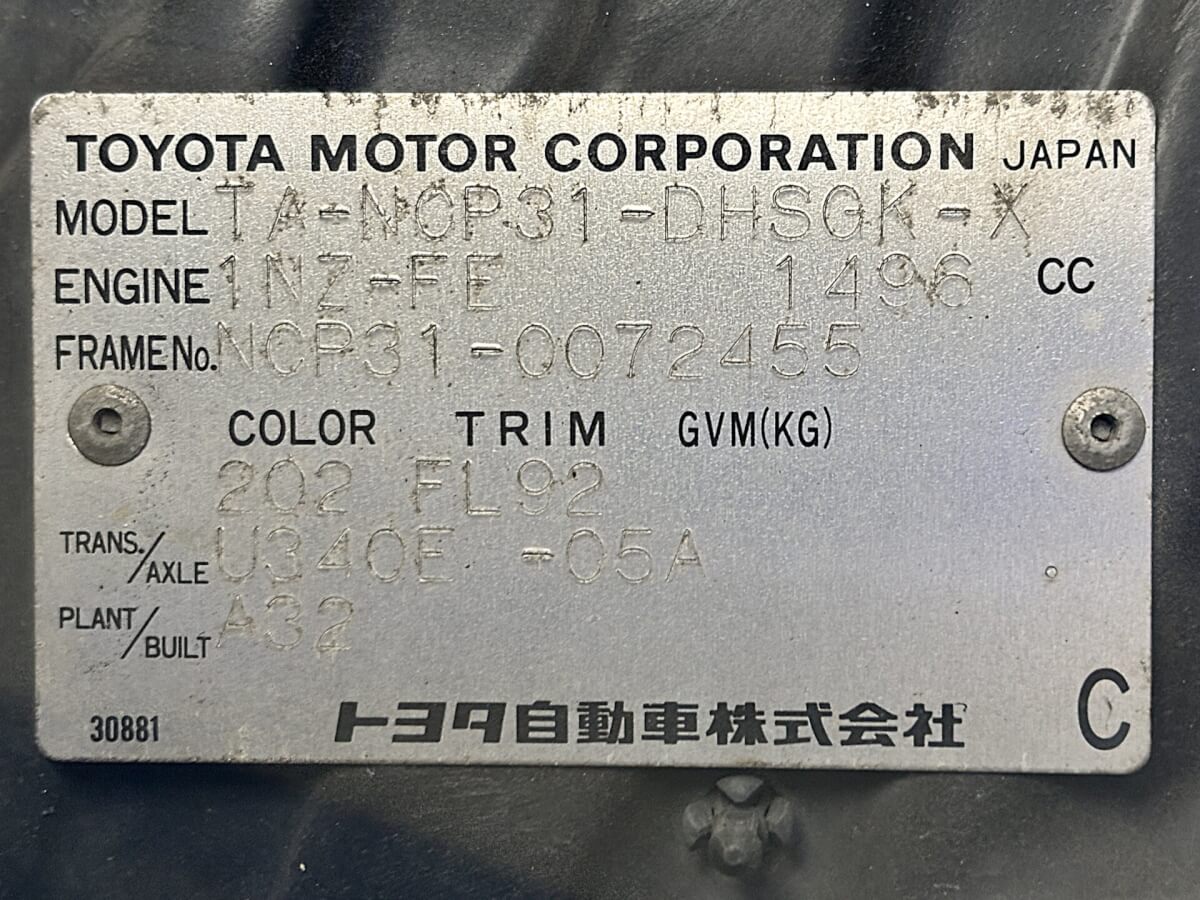 TOYOTA MOTOR CORPORATION JAPAN
MODEL TA-NCP31-DHSGK-X
ENGINE 1NZ-FE 1496 CC
FRAME No. NCP31-0072455
COLOR TRIM GVM(KG)
202 FL92
TRANS./AXLE U340E -05A
PLANT/BUILT A32
30881 トヨタ自動車株式会社 C